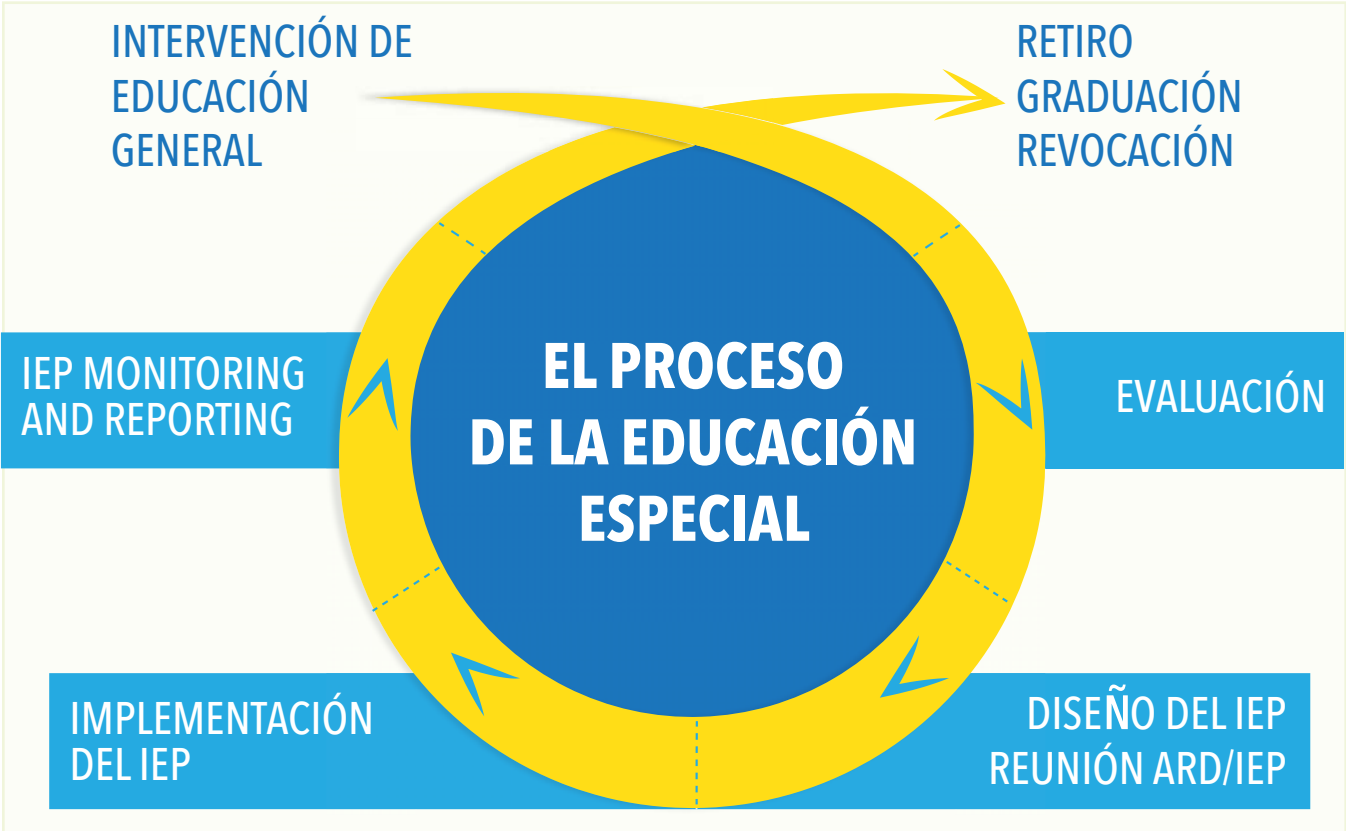 INTERVENCIÓN DE
EDUCACIÓN
GENERAL
RETIRO
GRADUACIÓN
REVOCACIÓN
EL PROCESO
DE LA EDUCACIÓN
ESPECIAL
EVALUACIÓN
DISEÑO DEL IEP
REUNIÓN ARD/IEP
IMPLEMENTACIÓN
DEL IEP
IEP MONITORING
AND REPORTING